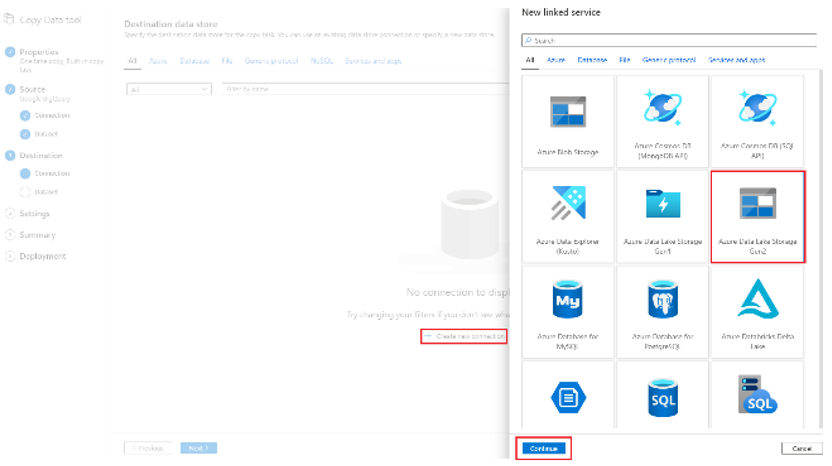 Copy Data tool
Properties
One time copy, Built-in copy
task
Source
Google BigQuery
Connection
Dataset
Destination
Connection
Dataset
Settings
Summary
Deployment
Destination data store
Specify the destination data store for the copy task. You can use an existing data store connection or specify a new data store.
All Azure Database File Generic protocol NoSQL Services and apps
All
Filter by name
No connection to displ
Try changing your filters if you don't see wha
+ Create new connection
< Previous Next >
New linked service
Search
All Azure Database File Generic protocol Services and apps
Azure Blob Storage
Azure Cosmos DB
(MongoDB API)
Azure Cosmos DB (SQL
API)
Azure Data Explorer
(Kusto)
Azure Data Lake Storage
Gen1
Azure Data Lake Storage
Gen2
My
Azure Database for
MySQL
Azure Database for
PostgreSQL
Azure Databricks Delta
Lake
SQL
SQL
Continue
Cancel